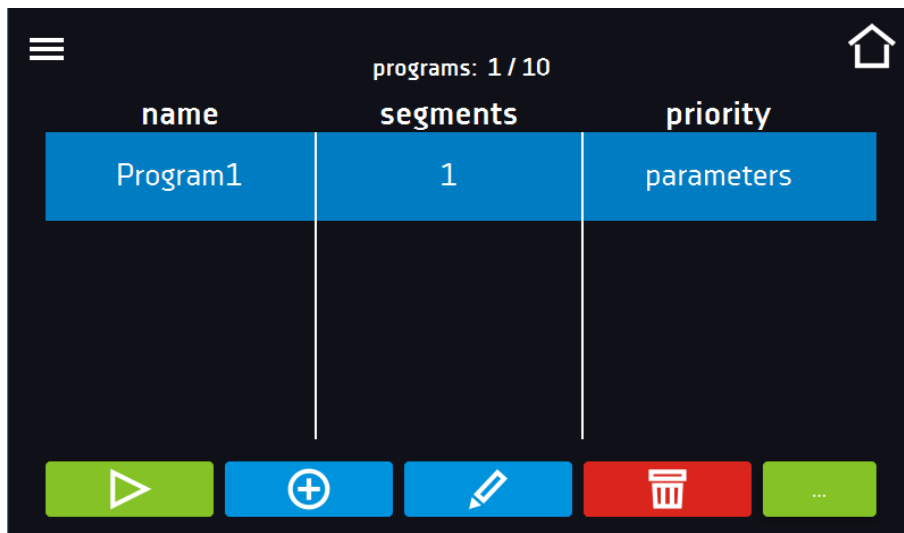 programs: 1 / 10
name segments priority
Program1 1 parameters
...